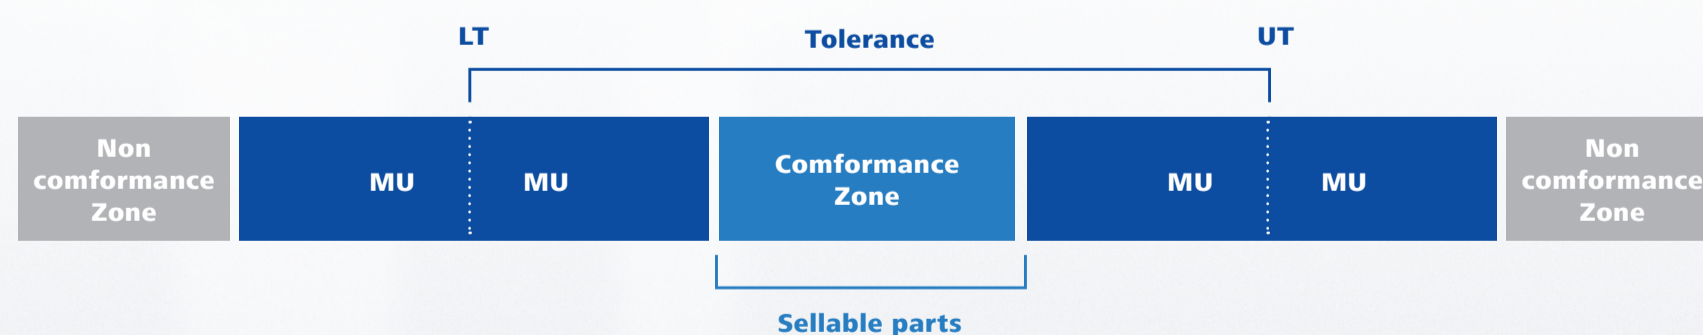 LT
Tolerance
UT
Non
comformance
Zone
MU
MU
Comformance
Zone
MU
MU
Non
comformance
Zone
Sellable parts